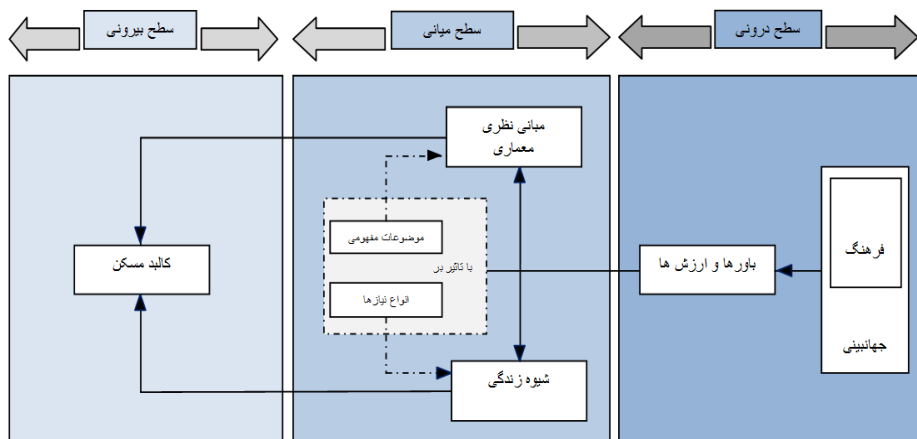 سطح درونی
سطح میانی
سطح بیرونی
فرهنگ
جهانبینی
باورها و ارزش ها
مبانی نظری
معماری
موضوعات مفهومی
با تاثیر بر
انواع نیازها
شیوه زندگی
کالبد مسکن